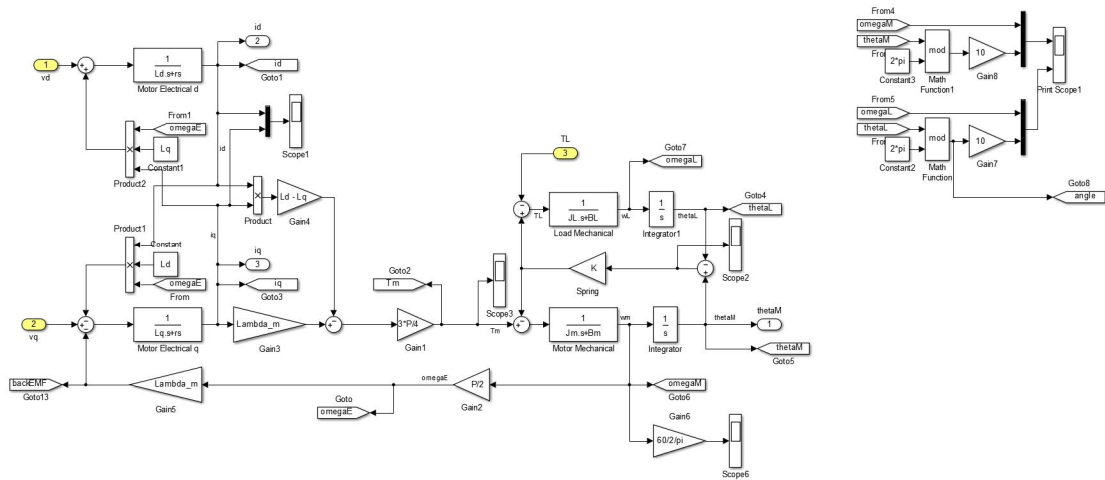 id
2
id
Goto1
1
vd
1
Ld.s+rs
Motor Electrical d
From1
omegaE
Lq
Constant1
Product2
id
Scope1
Product
Ld - Lq
Gain4
Product1
Constant
Ld
omegaE
From
iq
iq
3
iq
Goto3
2
vq
1
Lq.s+rs
Motor Electrical q
Lambda_m
Gain3
Goto2
Tm
3*P/4
Gain1
Scope3
Tm
TL
3
TL
1
JL.s+BL
Load Mechanical
Goto7
omegaL
wL
1
s
Integrator1
thetaL
Goto4
thetaL
Scope2
K
Spring
1
Jm.s+Bm
Motor Mechanical
wm
1
s
Integrator
thetaM
thetaM
1
thetaM
Goto5
backEMF
Goto13
Lambda_m
Gain5
omegaE
Goto
omegaE
P/2
Gain2
omegaM
Goto6
Gain6
60/2/pi
Scope6
From4
omegaM
thetaM
From
2*pi
Constant3
mod
Math
Function1
10
Gain8
Print Scope1
From5
omegaL
thetaL
From
2*pi
Constant2
mod
Math
Function
10
Gain7
Goto8
angle